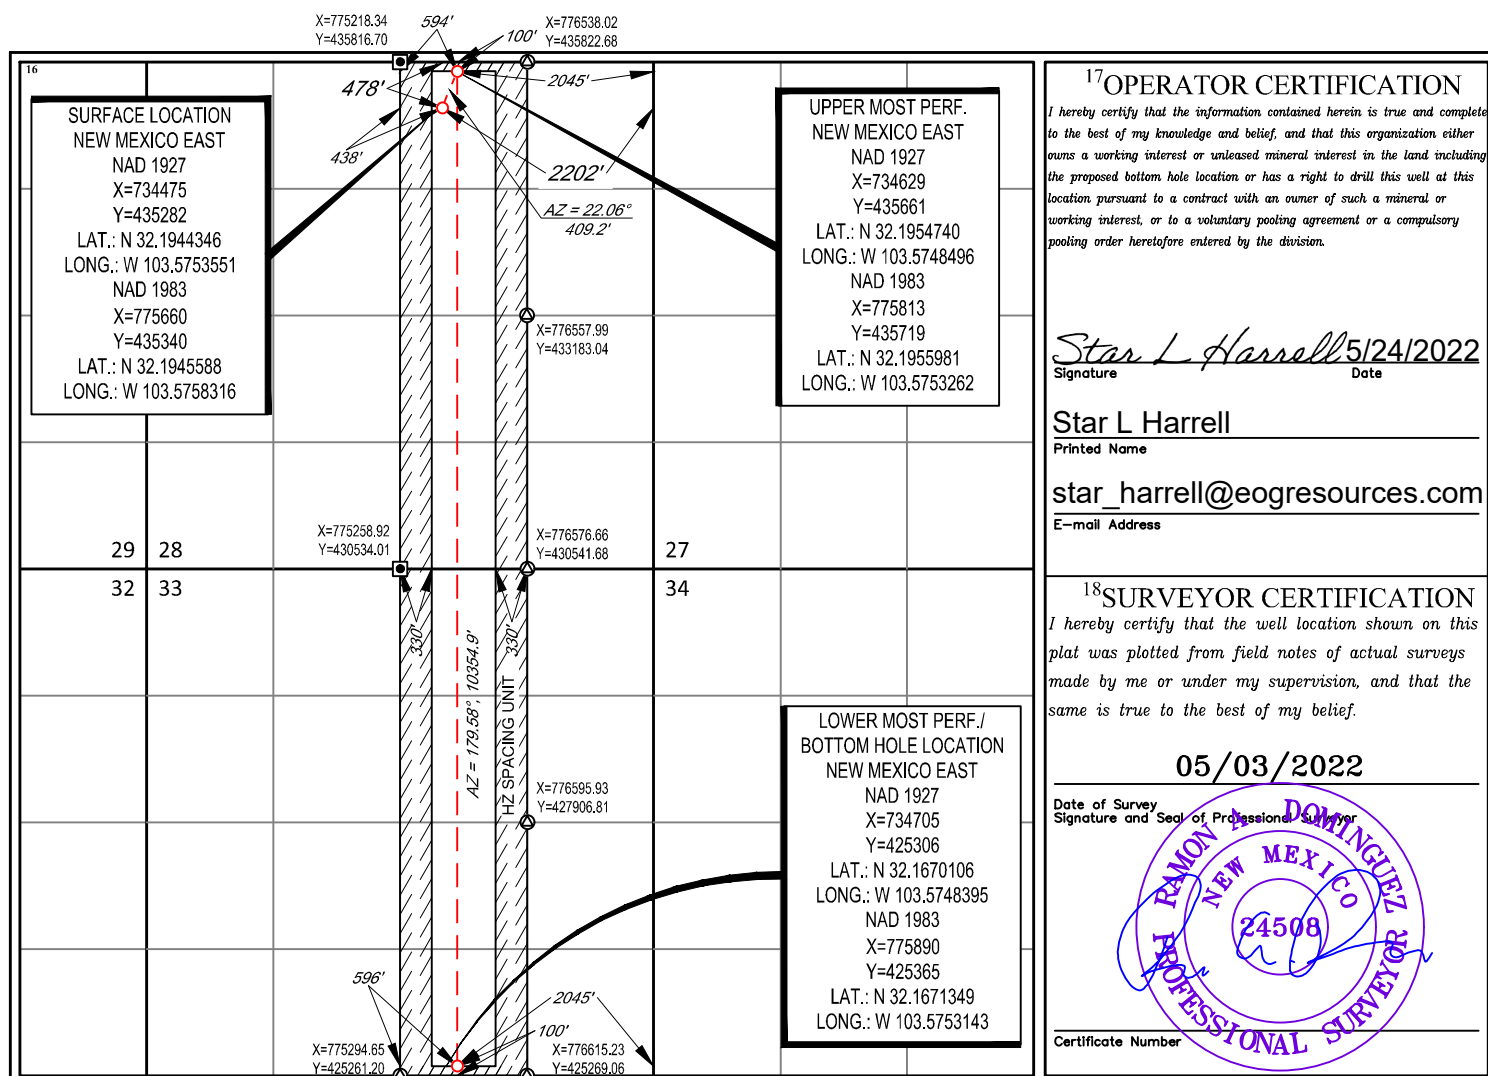 X=775218.34
Y=435816.70
594'
100'
X=776538.02
Y=435822.68
16
478'
2045'
438'
2202'
AZ = 22.06°
409.2'
SURFACE LOCATION
NEW MEXICO EAST
NAD 1927
X=734475
Y=435282
LAT.: N 32.1944346
LONG.: W 103.5753551
NAD 1983
X=775660
Y=435340
LAT.: N 32.1945588
LONG.: W 103.5758316
UPPER MOST PERF.
NEW MEXICO EAST
NAD 1927
X=734629
Y=435661
LAT.: N 32.1954740
LONG.: W 103.5748496
NAD 1983
X=775813
Y=435719
LAT.: N 32.1955981
LONG.: W 103.5753262
X=776557.99
Y=433183.04
X=775258.92
Y=430534.01
X=776576.66
Y=430541.68
29 28
27
32 33
34
330'
330'
AZ = 179.58°, 10354.9'
HZ SPACING UNIT
X=776595.93
Y=427906.81
LOWER MOST PERF./
BOTTOM HOLE LOCATION
NEW MEXICO EAST
NAD 1927
X=734705
Y=425306
LAT.: N 32.1670106
LONG.: W 103.5748395
NAD 1983
X=775890
Y=425365
LAT.: N 32.1671349
LONG.: W 103.5753143
596'
2045'
100'
X=775294.65
Y=425261.20
X=776615.23
Y=425269.06
17 OPERATOR CERTIFICATION
I hereby certify that the information contained herein is true and complete
to the best of my knowledge and belief, and that this organization either
owns a working interest or unleased mineral interest in the land including
the proposed bottom hole location or has a right to drill this well at this
location pursuant to a contract with an owner of such a mineral or
working interest, or to a voluntary pooling agreement or a compulsory
pooling order heretofore entered by the division.
Star L Harrell 5/24/2022
Signature Date
Star L Harrell
Printed Name
star_harrell@eogresources.com
E-mail Address
18 SURVEYOR CERTIFICATION
I hereby certify that the well location shown on this
plat was plotted from field notes of actual surveys
made by me or under my supervision, and that the
same is true to the best of my belief.
05/03/2022
Date of Survey
Signature and Seal of Professional Surveyor
RAMON A. DOMINGUEZ
NEW MEXICO
24508
PROFESSIONAL SURVEYOR
Certificate Number